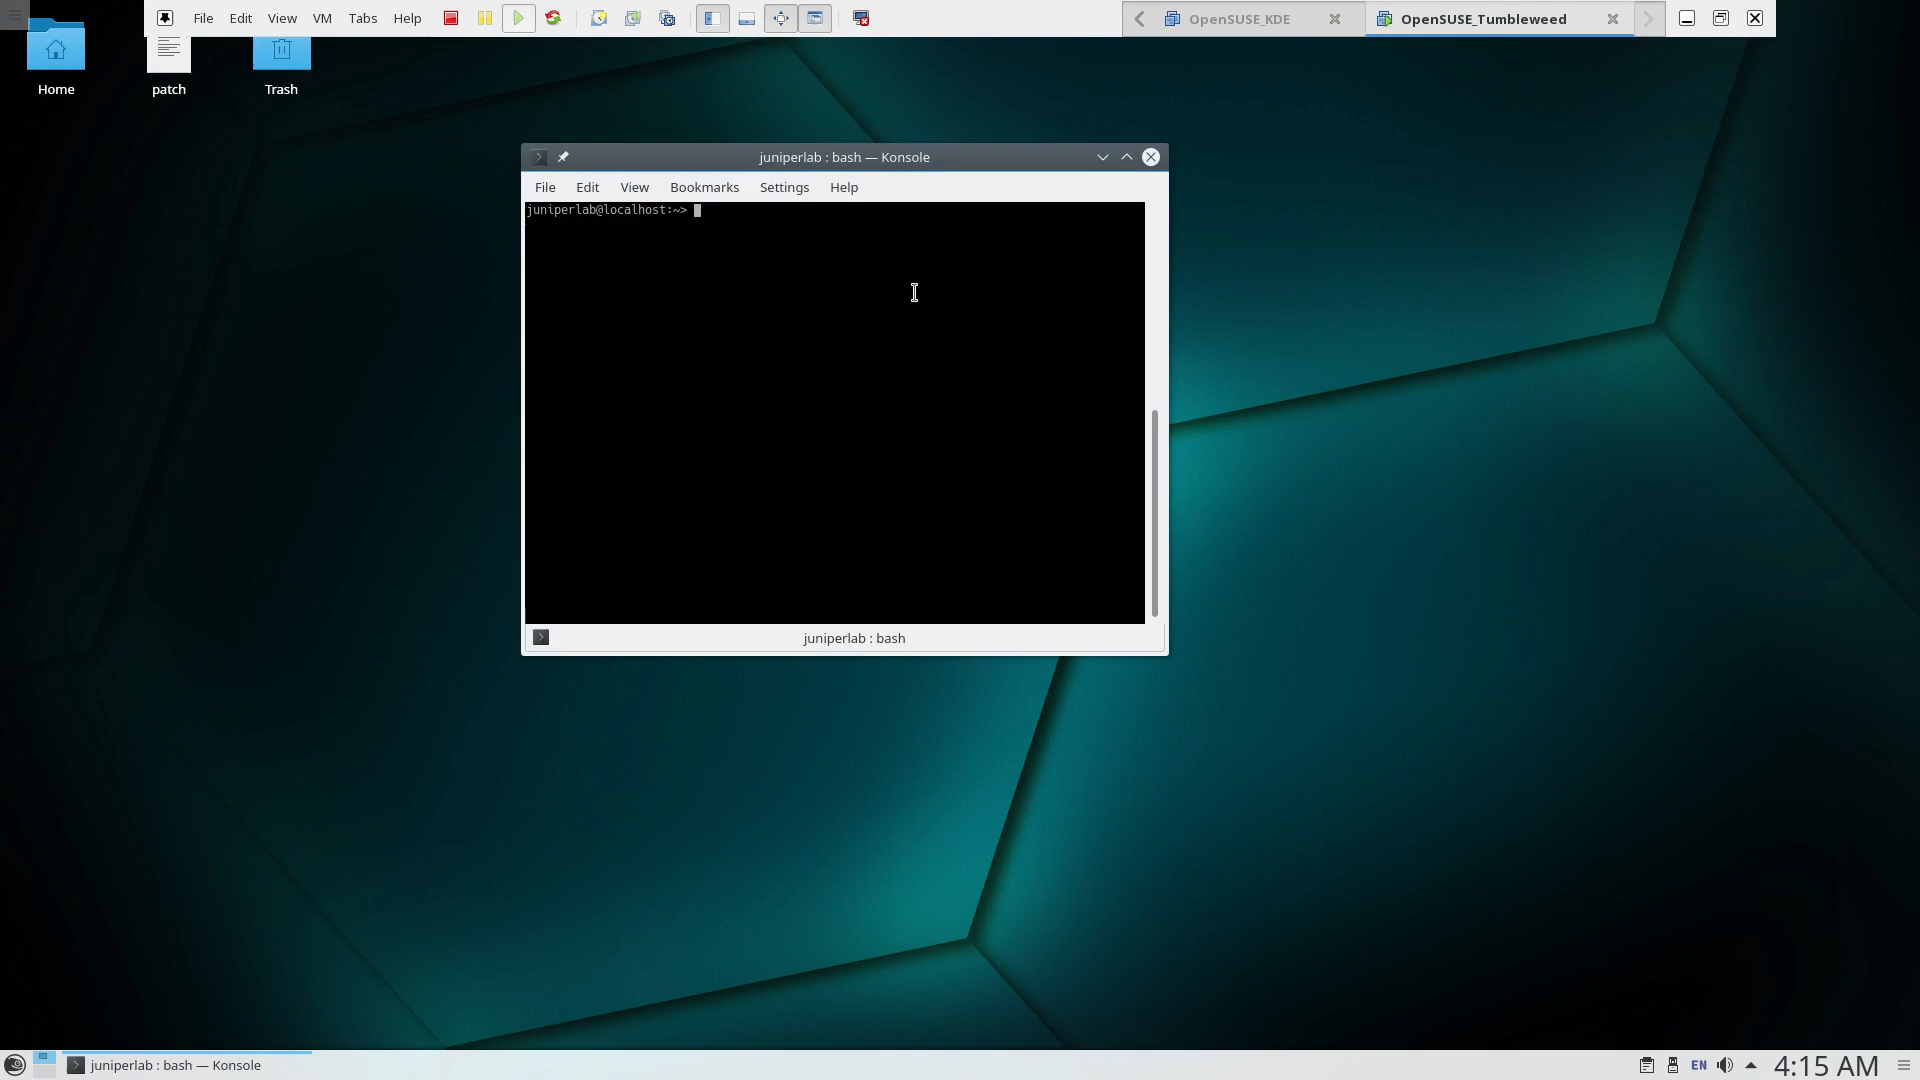 File Edit View VM Tabs Help
OpenSUSE_KDE
OpenSUSE_Tumbleweed
Home
patch
Trash
juniperlab : bash — Konsole
File Edit View Bookmarks Settings Help
juniperlab@localhost:~>
juniperlab : bash
juniperlab : bash — Konsole
EN
4:15 AM